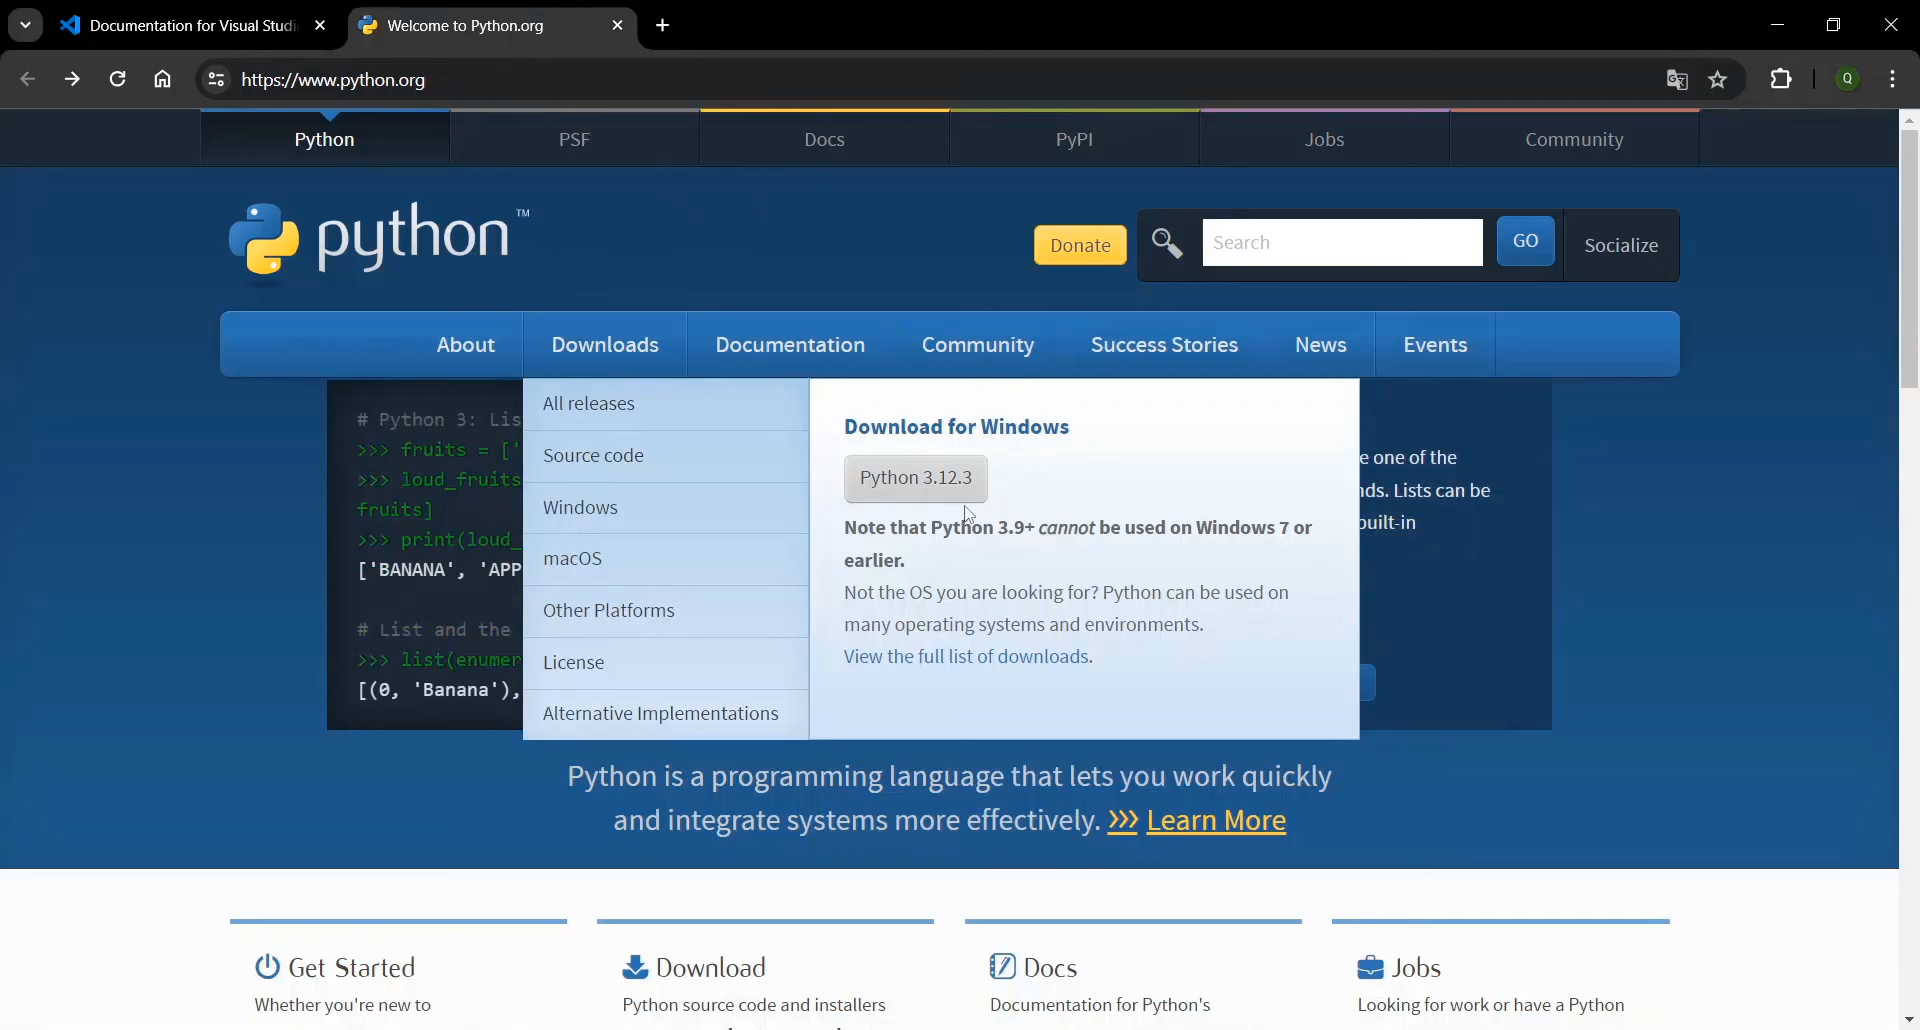 Documentation for Visual Studi
Welcome to Python.org
https://www.python.org
Q
Python
PSF
Docs
PyPI
Jobs
Community
python™
Donate
Search
GO
Socialize
About
Downloads
Documentation
Community
Success Stories
News
Events
# Python 3: Lis
>>> fruits = ['
>>> loud_fruits
fruits]
>>> print(loud_
['BANANA', 'APP
# List and the
>>> list(enumer
[(0, 'Banana'),
All releases
Source code
Windows
macOS
Other Platforms
License
Alternative Implementations
Download for Windows
Python 3.12.3
Note that Python 3.9+ cannot be used on Windows 7 or
earlier.
Not the OS you are looking for? Python can be used on
many operating systems and environments.
View the full list of downloads.
e one of the
nds. Lists can be
built-in
Python is a programming language that lets you work quickly
and integrate systems more effectively. >>> Learn More
Get Started
Whether you're new to
Download
Python source code and installers
Docs
Documentation for Python's
Jobs
Looking for work or have a Python